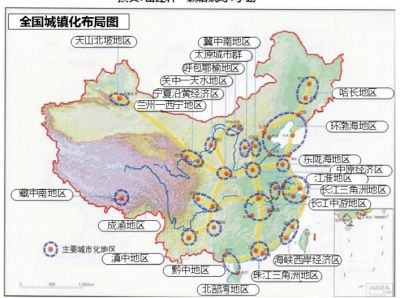 全国城镇化布局图
天山北坡地区
冀中南地区
太原城市群
呼包鄂榆地区
关中一天水地区
宁夏沿黄经济区
兰州一西宁地区
哈长地区
环渤海地区
东陇海地区
中原经济区
江淮地区
长江三角洲地区
长江中游地区
藏中南地区
成渝地区
滇中地区
黔中地区
北部湾地区
珠江三角洲地区
海峡西岸经济区
主要城市化地区